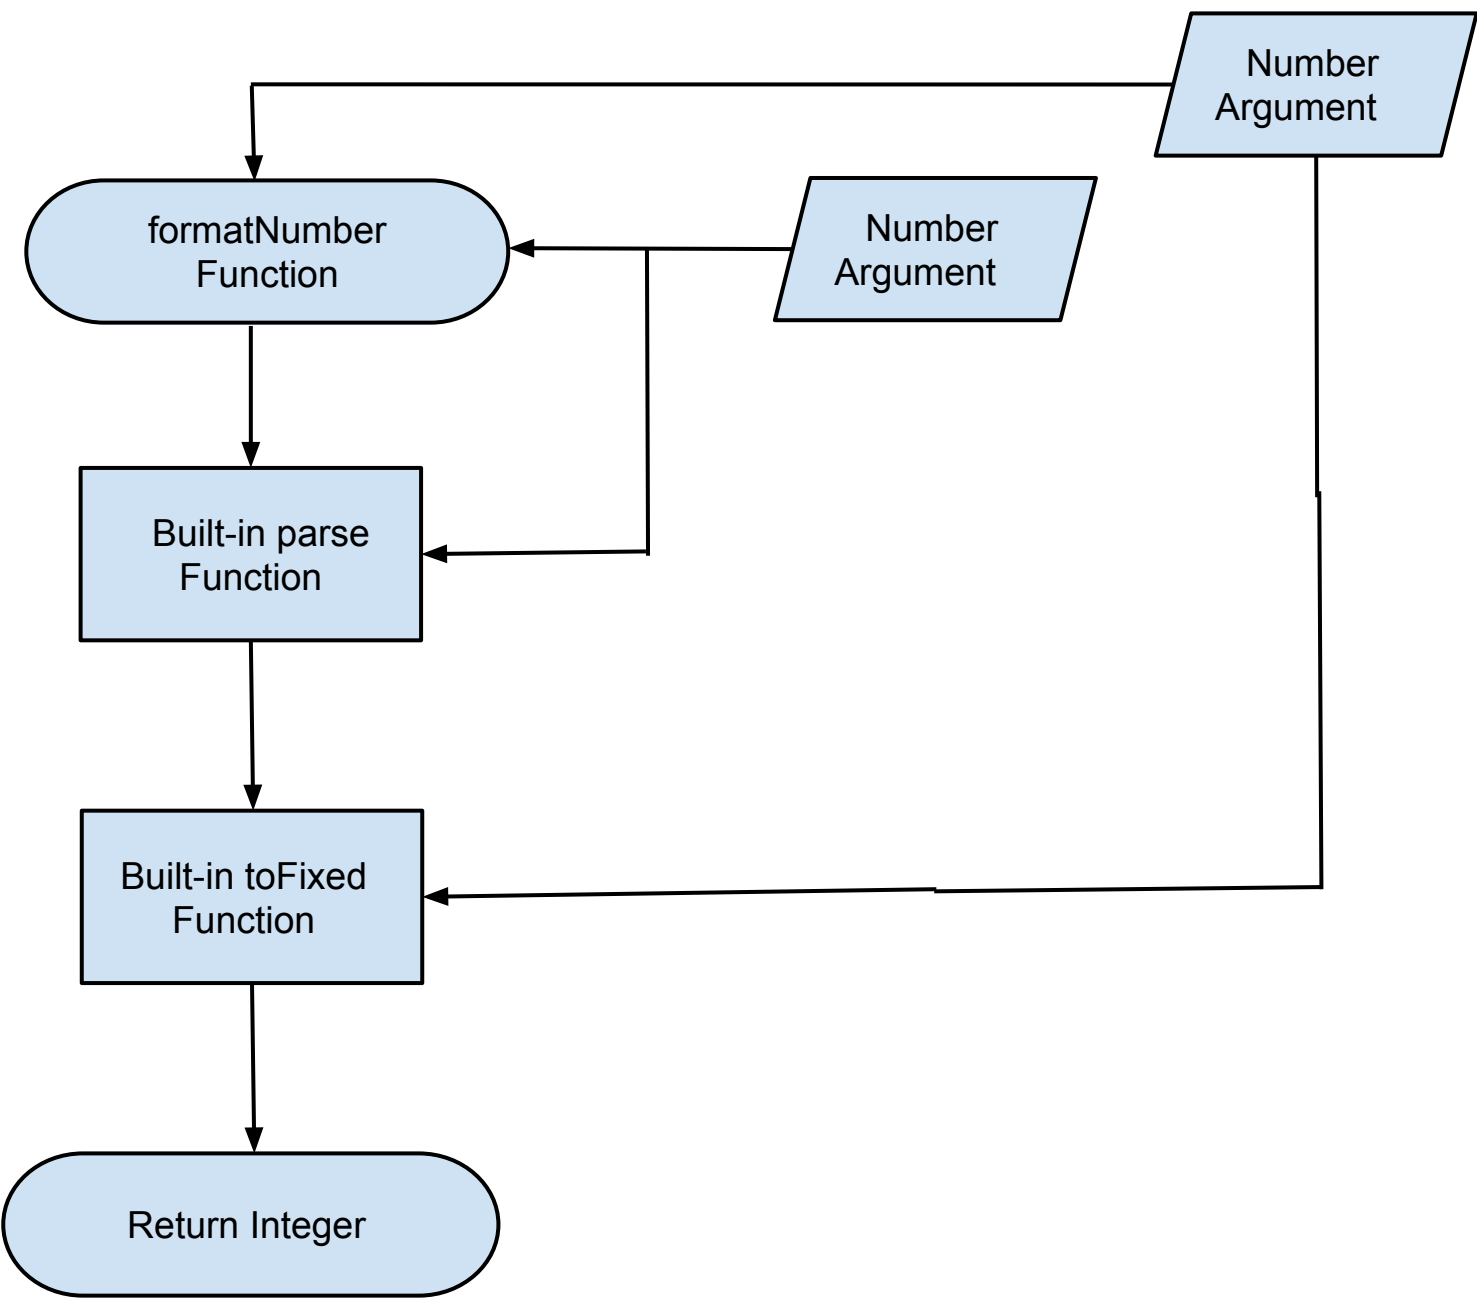 Number
Argument
formatNumber
Function
Number
Argument
Built-in parse
Function
Built-in toFixed
Function
Return Integer